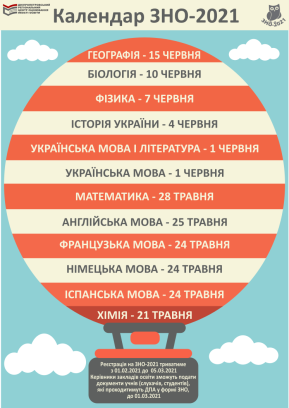 Календар ЗНО-2021
ЗНО.2021
ГЕОГРАФІЯ - 15 ЧЕРВНЯ
БІОЛОГІЯ - 10 ЧЕРВНЯ
ФІЗИКА - 7 ЧЕРВНЯ
ІСТОРІЯ УКРАЇНИ - 4 ЧЕРВНЯ
УКРАЇНСЬКА МОВА І ЛІТЕРАТУРА - 1 ЧЕРВНЯ
УКРАЇНСЬКА МОВА - 1 ЧЕРВНЯ
МАТЕМАТИКА - 28 ТРАВНЯ
АНГЛІЙСЬКА МОВА - 25 ТРАВНЯ
ФРАНЦУЗЬКА МОВА - 24 ТРАВНЯ
НІМЕЦЬКА МОВА - 24 ТРАВНЯ
ІСПАНСЬКА МОВА - 24 ТРАВНЯ
ХІМІЯ - 21 ТРАВНЯ
Реєстрація на ЗНО-2021 триватиме
з 01.02.2021 до 05.03.2021
Керівники закладів освіти зможуть подати
документи учнів (слухачів, студентів),
які проходитимуть ДПА у формі ЗНО,
до 01.03.2021